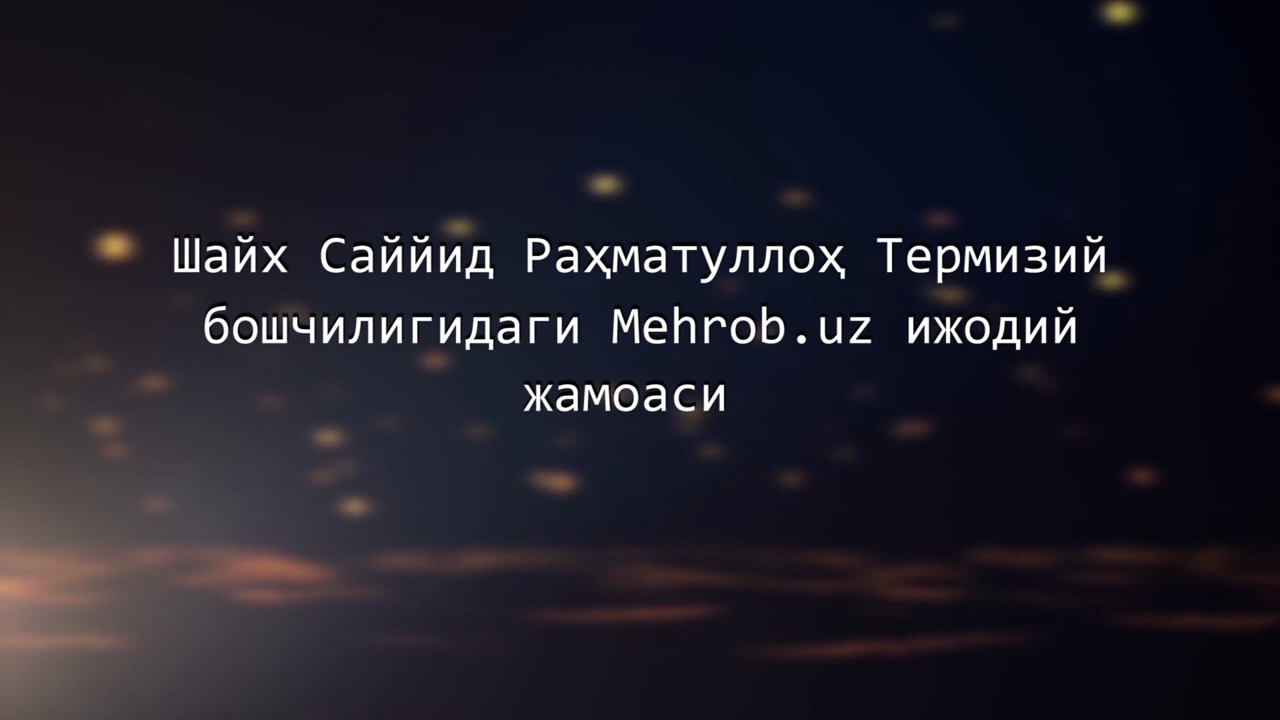 Шайх Саййид Раҳматуллоҳ Термизий
бошчилигидаги Mehrob.uz ижодий
жамоаси